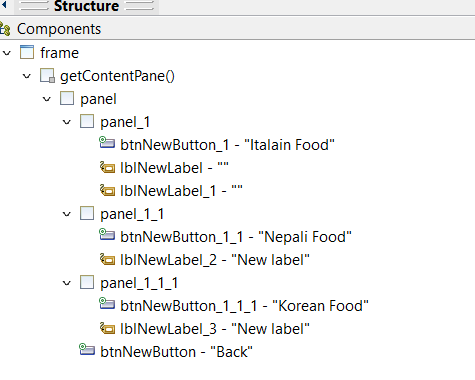 Structure
Components
frame
getContentPane()
panel
panel_1
btnNewButton_1 - "Italain Food"
lblNewLabel - ""
lblNewLabel_1 - ""
panel_1_1
btnNewButton_1_1 - "Nepali Food"
lblNewLabel_2 - "New label"
panel_1_1_1
btnNewButton_1_1_1 - "Korean Food"
lblNewLabel_3 - "New label"
btnNewButton - "Back"